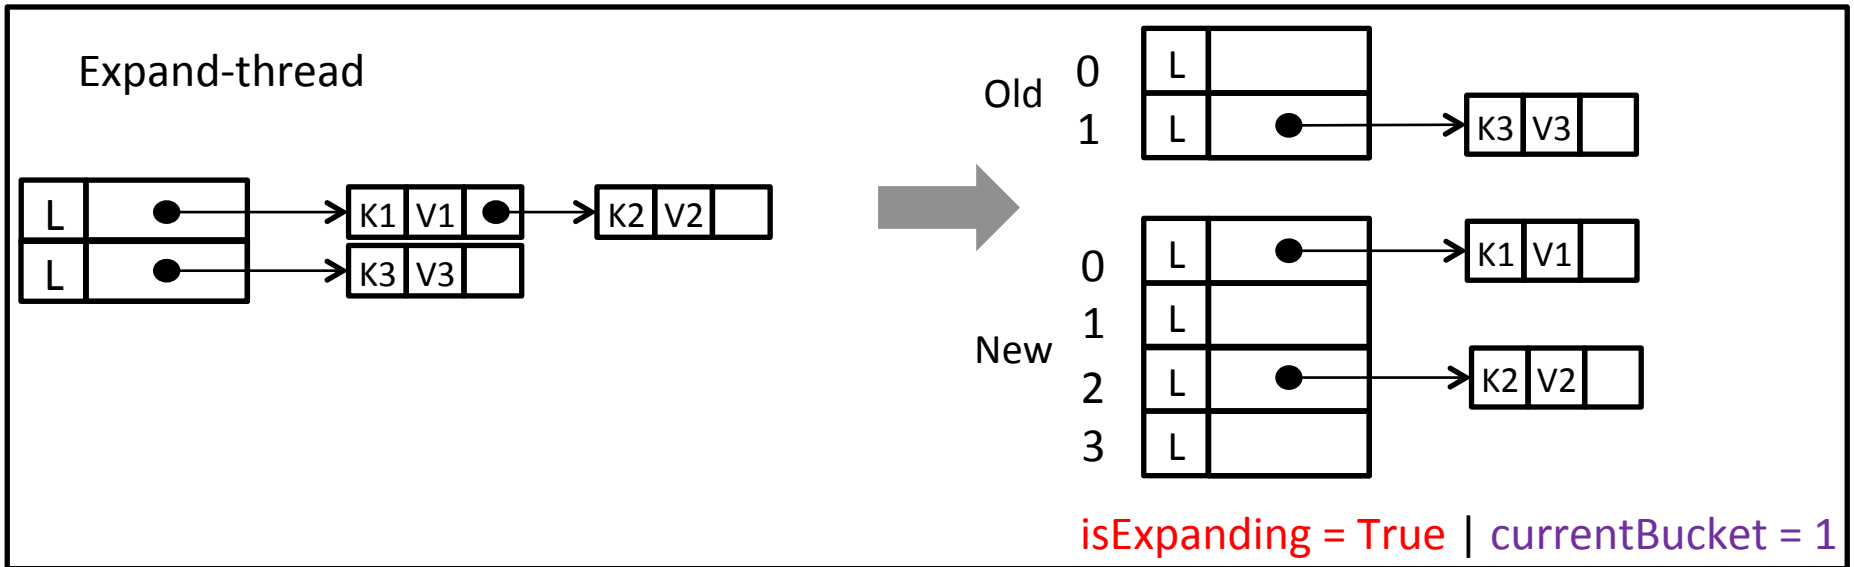 Expand-thread
L
K1 V1
K2 V2
L
K3 V3
Old
0
L
1
L
K3 V3
New
0
L
K1 V1
1
L
2
L
K2 V2
3
L
isExpanding = True | currentBucket = 1